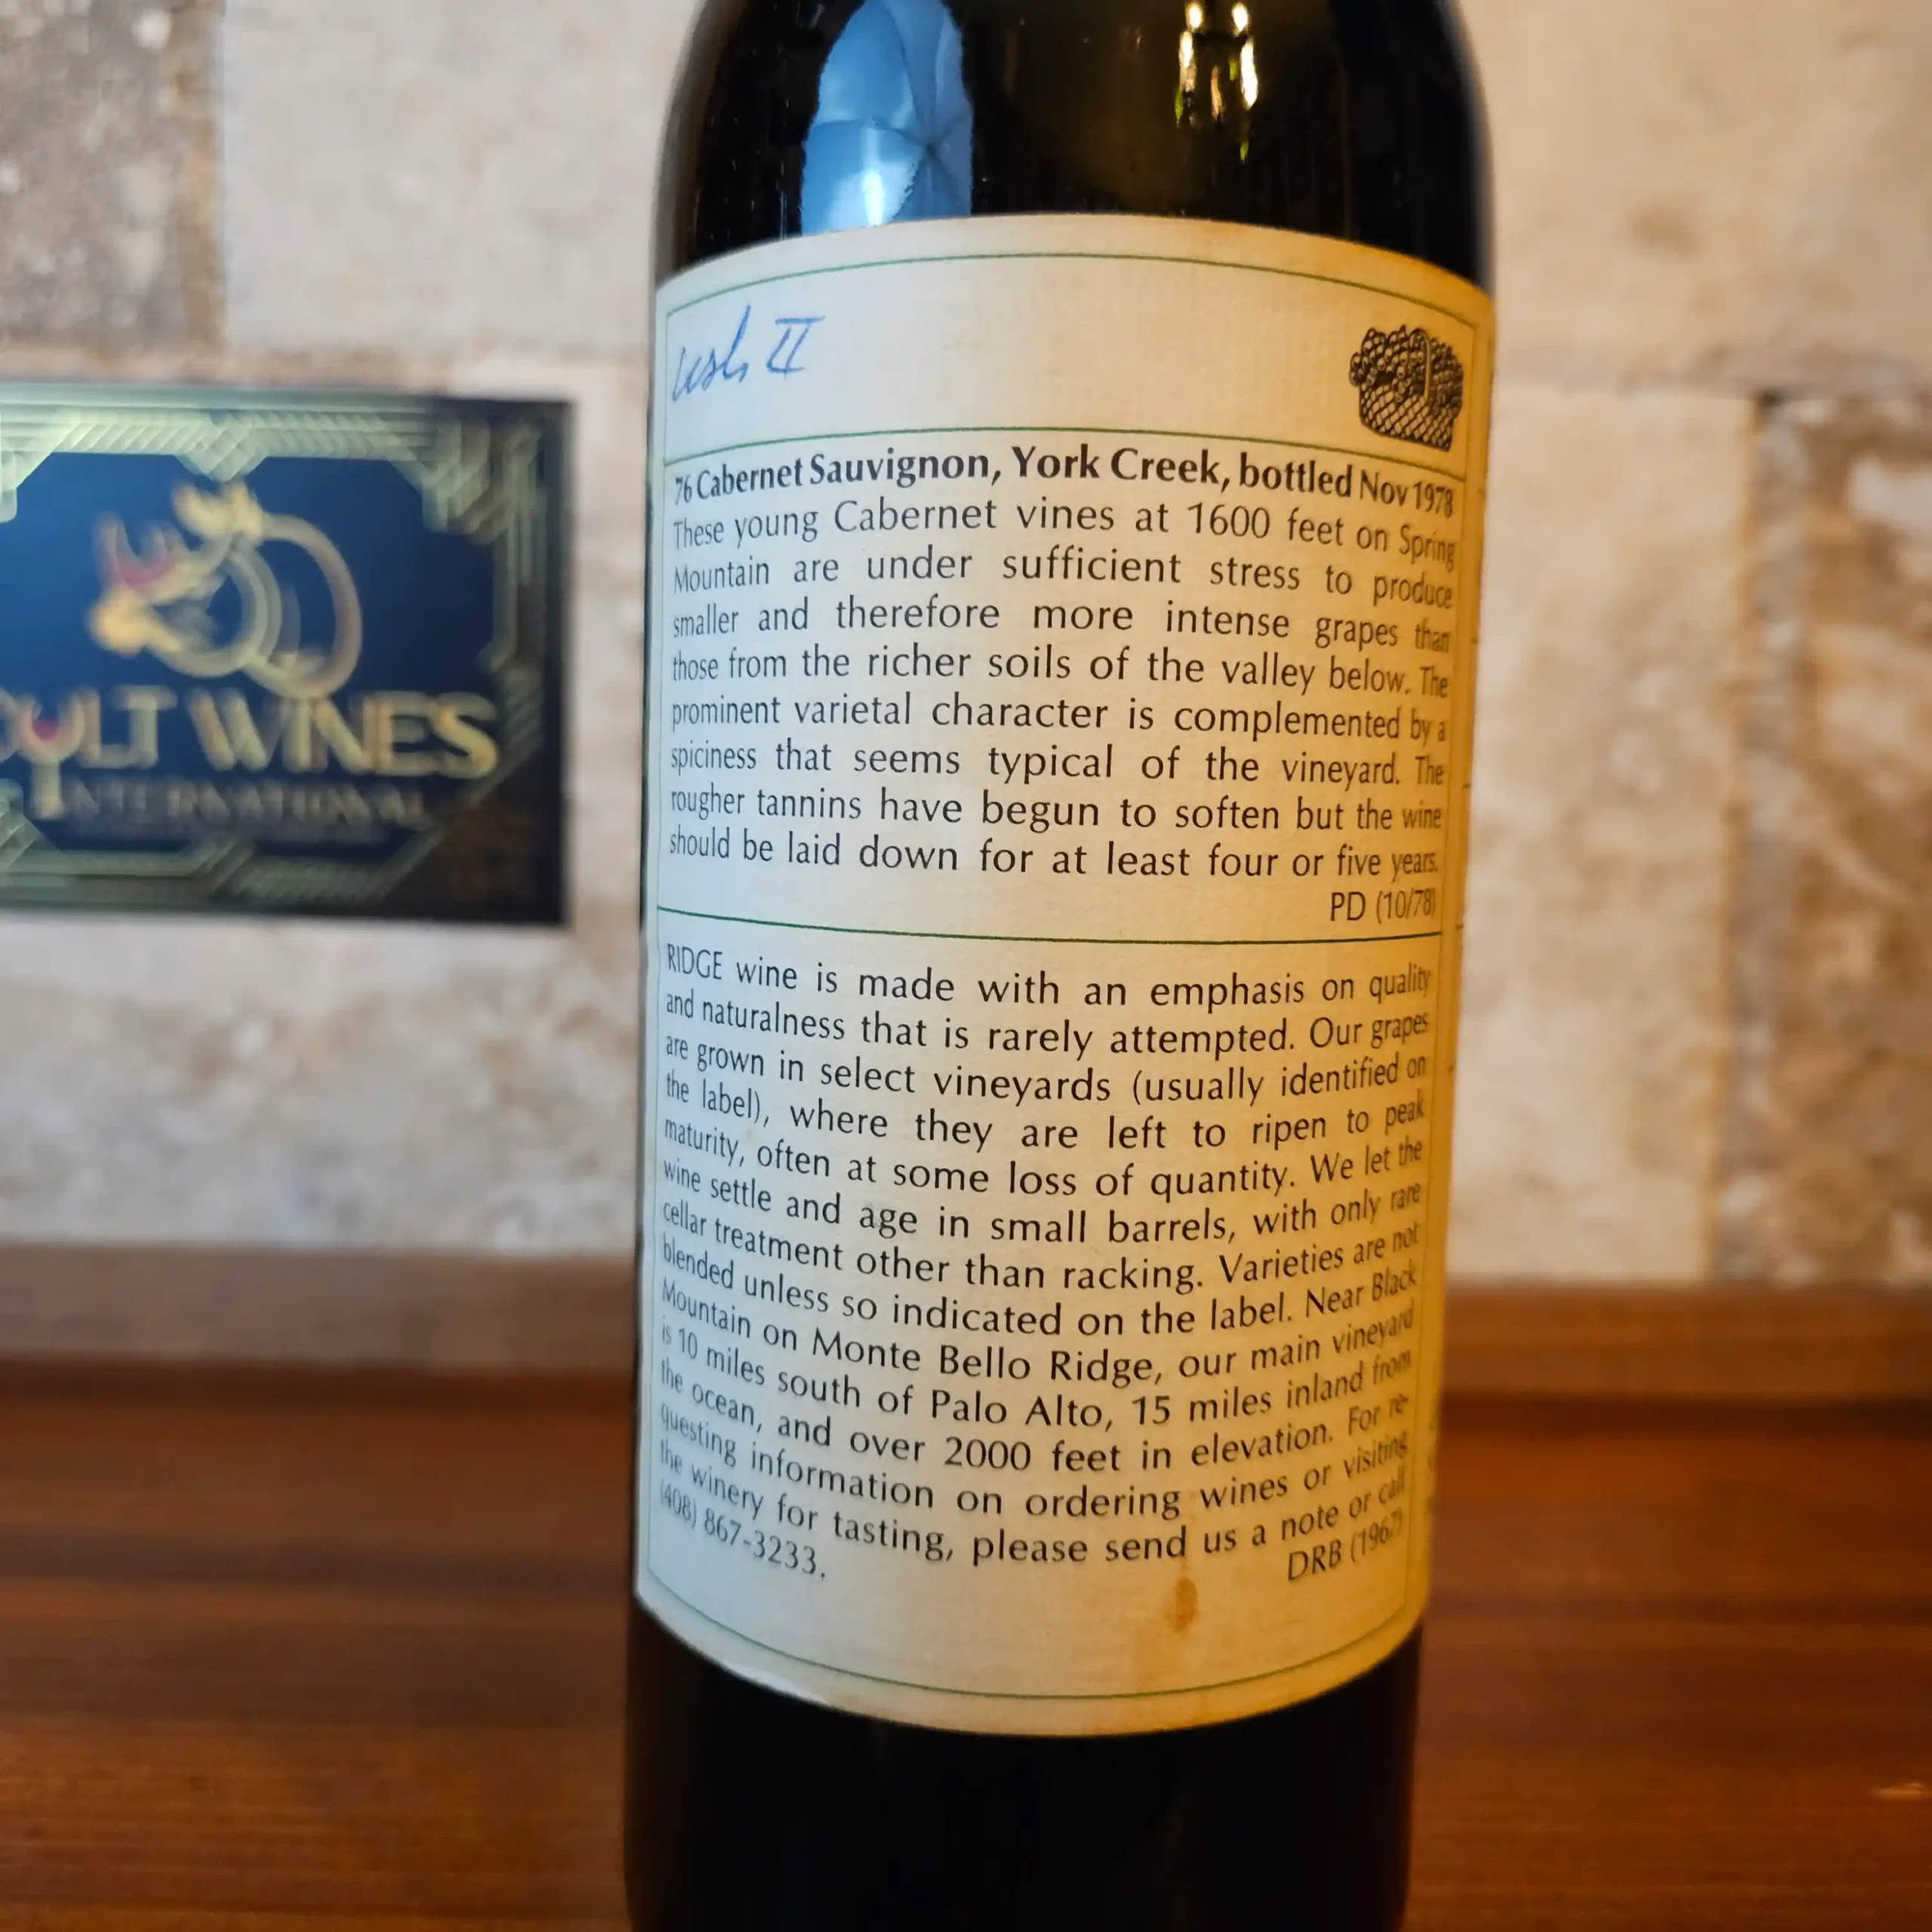 II
76 Cabernet Sauvignon, York Creek, bottled Nov 1978
These young Cabernet vines at 1600 feet on Spring
Mountain are under sufficient stress to produce
smaller and therefore more intense grapes than
those from the richer soils of the valley below. The
prominent varietal character is complemented by a
spiciness that seems typical of the vineyard. The
rougher tannins have begun to soften but the wine
should be laid down for at least four or five years.
PD (10/78)
RIDGE wine is made with an emphasis on quality
and naturalness that is rarely attempted. Our grapes
are grown in select vineyards (usually identified on
the label), where they are left to ripen to peak
maturity, often at some loss of quantity. We let the
wine settle and age in small barrels, with only rare
cellar treatment other than racking. Varieties are not
blended unless so indicated on the label. Near Black
Mountain on Monte Bello Ridge, our main vineyard
is 10 miles south of Palo Alto, 15 miles inland from
the ocean, and over 2000 feet in elevation. For re-
questing information on ordering wines or visiting
the winery for tasting, please send us a note or call
(408) 867-3233.
DRB (1967)
CULT WINES
INTERNATIONAL